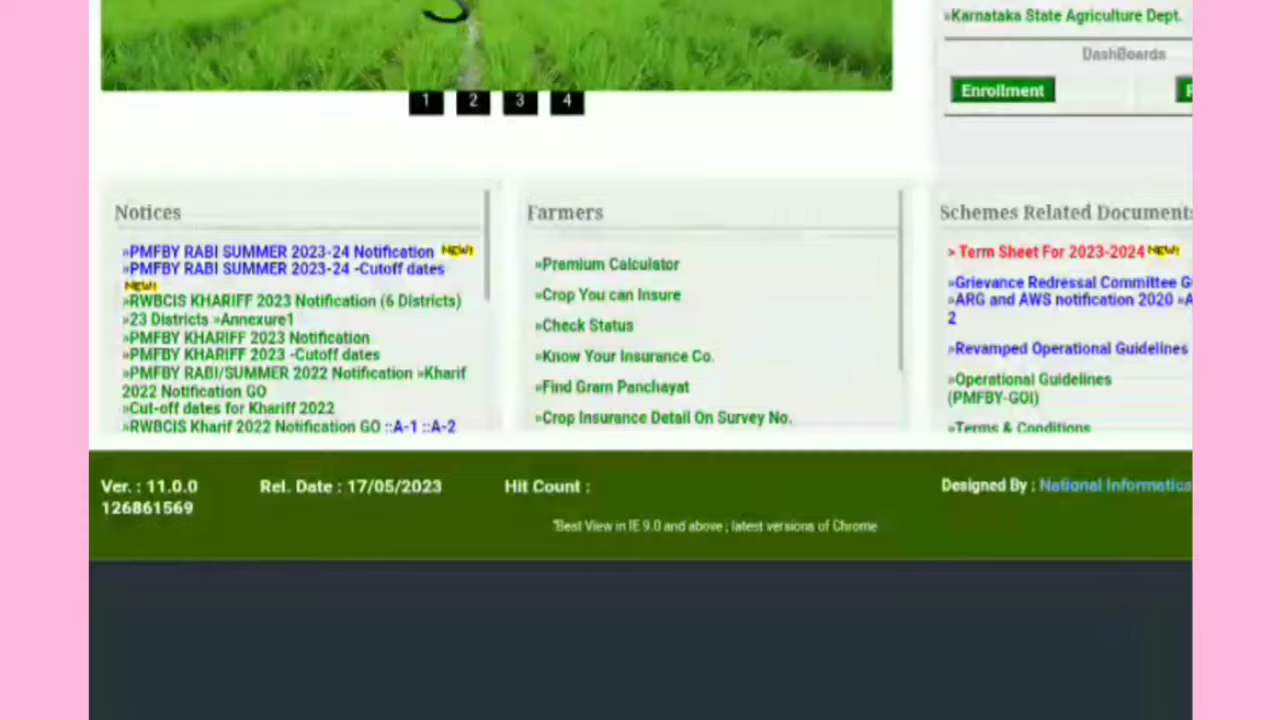 »Karnataka State Agriculture Dept.
DashBoards
Enrollment
1 2 3 4
Notices
»PMFBY RABI SUMMER 2023-24 Notification NEW!
»PMFBY RABI SUMMER 2023-24 -Cutoff dates
NEW!
»RWBCIS KHARIFF 2023 Notification (6 Districts)
»23 Districts »Annexure1
»PMFBY KHARIFF 2023 Notification
»PMFBY KHARIFF 2023 -Cutoff dates
»PMFBY RABI/SUMMER 2022 Notification »Kharif
2022 Notification GO
»Cut-off dates for Khariff 2022
»RWBCIS Kharif 2022 Notification GO ::A-1 ::A-2
Farmers
»Premium Calculator
»Crop You can Insure
»Check Status
»Know Your Insurance Co.
»Find Gram Panchayat
»Crop Insurance Detail On Survey No.
Schemes Related Documents
> Term Sheet For 2023-2024 NEW!
»Grievance Redressal Committee
»ARG and AWS notification 2020 »A
2
»Revamped Operational Guidelines
»Operational Guidelines
(PMFBY-GOI)
»Terms & Conditions
Ver. : 11.0.0 Rel. Date : 17/05/2023 Hit Count :
126861569
Designed By : National Informatics
*Best View in IE 9.0 and above ; latest versions of Chrome